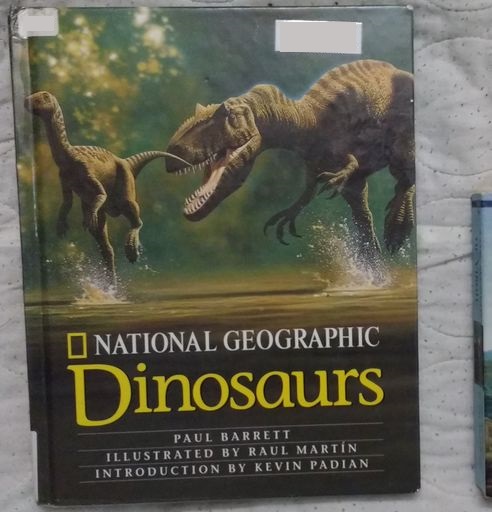 NATIONAL GEOGRAPHIC
Dinosaurs
PAUL BARRETT
ILLUSTRATED BY RAUL MARTÍN
INTRODUCTION BY KEVIN PADIAN